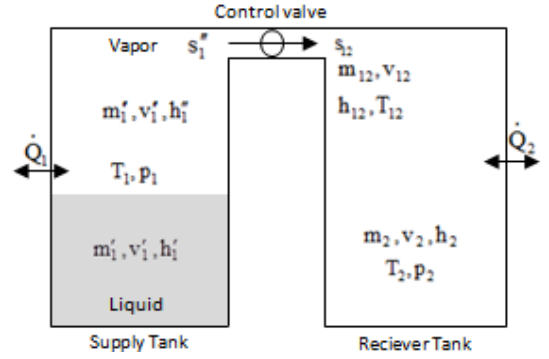 Control valve
Vapor s₁″ s₁₂
m₁₂, v₁₂
h₁₂, T₁₂
m₁″, v₁″, h₁″
Q̇₁ Q̇₂
T₁, p₁
m₁′, v₁′, h₁′
m₂, v₂, h₂
T₂, p₂
Liquid
Supply Tank Reciever Tank